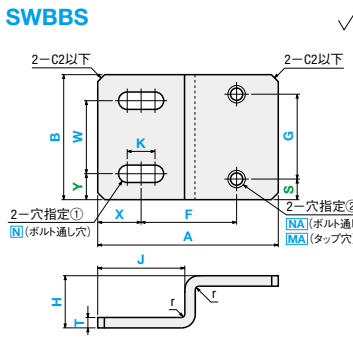 SWBBS
2-C2以下
2-C2以下
B
W
K
G
Y
S
2-穴指定①
N (ボルト通し穴)
X
F
A
2-穴指定②
NA (ボルト通し
MA (タップ穴)
J
H
T
r
r